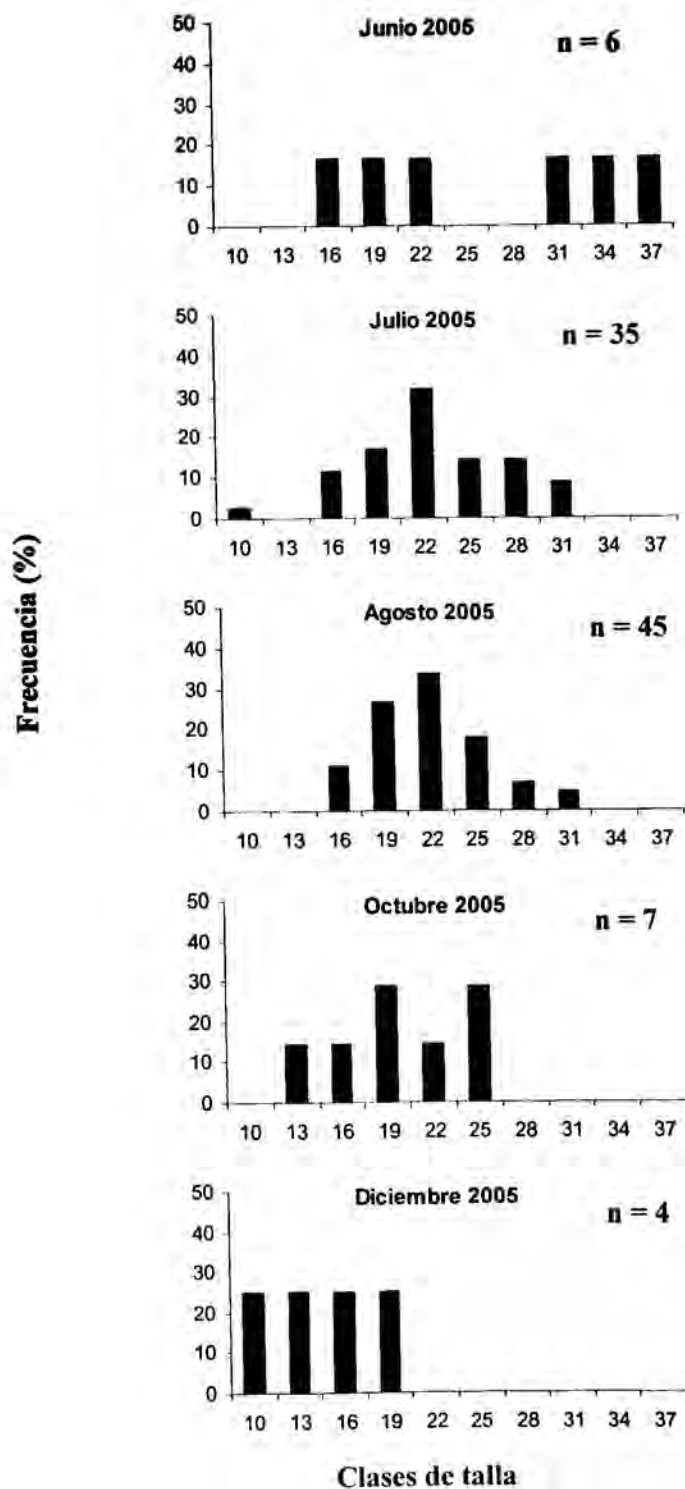 Junio 2005
n = 6
50
40
30
20
10
0
10 13 16 19 22 25 28 31 34 37
Julio 2005
n = 35
50
40
30
20
10
0
10 13 16 19 22 25 28 31 34 37
Frecuencia (%)
Agosto 2005
n = 45
50
40
30
20
10
0
10 13 16 19 22 25 28 31 34 37
Octubre 2005
n = 7
50
40
30
20
10
0
10 13 16 19 22 25 28 31 34 37
Diciembre 2005
n = 4
50
40
30
20
10
0
10 13 16 19 22 25 28 31 34 37
Clases de talla